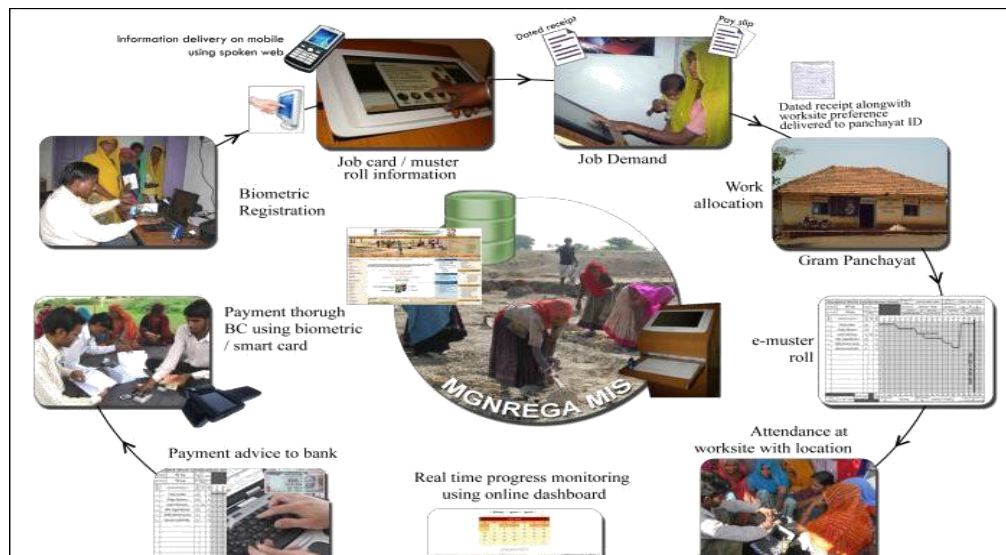 Information delivery on mobile
using spoken web
Dated receipt
Pay slip
Job card / muster
roll information
Job Demand
Dated receipt alongwith
worksite preference
delivered to panchayat ID
Biometric
Registration
Work
allocation
Gram Panchayat
Payment thorugh
BC using biometric
/ smart card
MGNREGA MIS
e-muster
roll
Payment advice to bank
Real time progress monitoring
using online dashboard
Attendance at
worksite with location